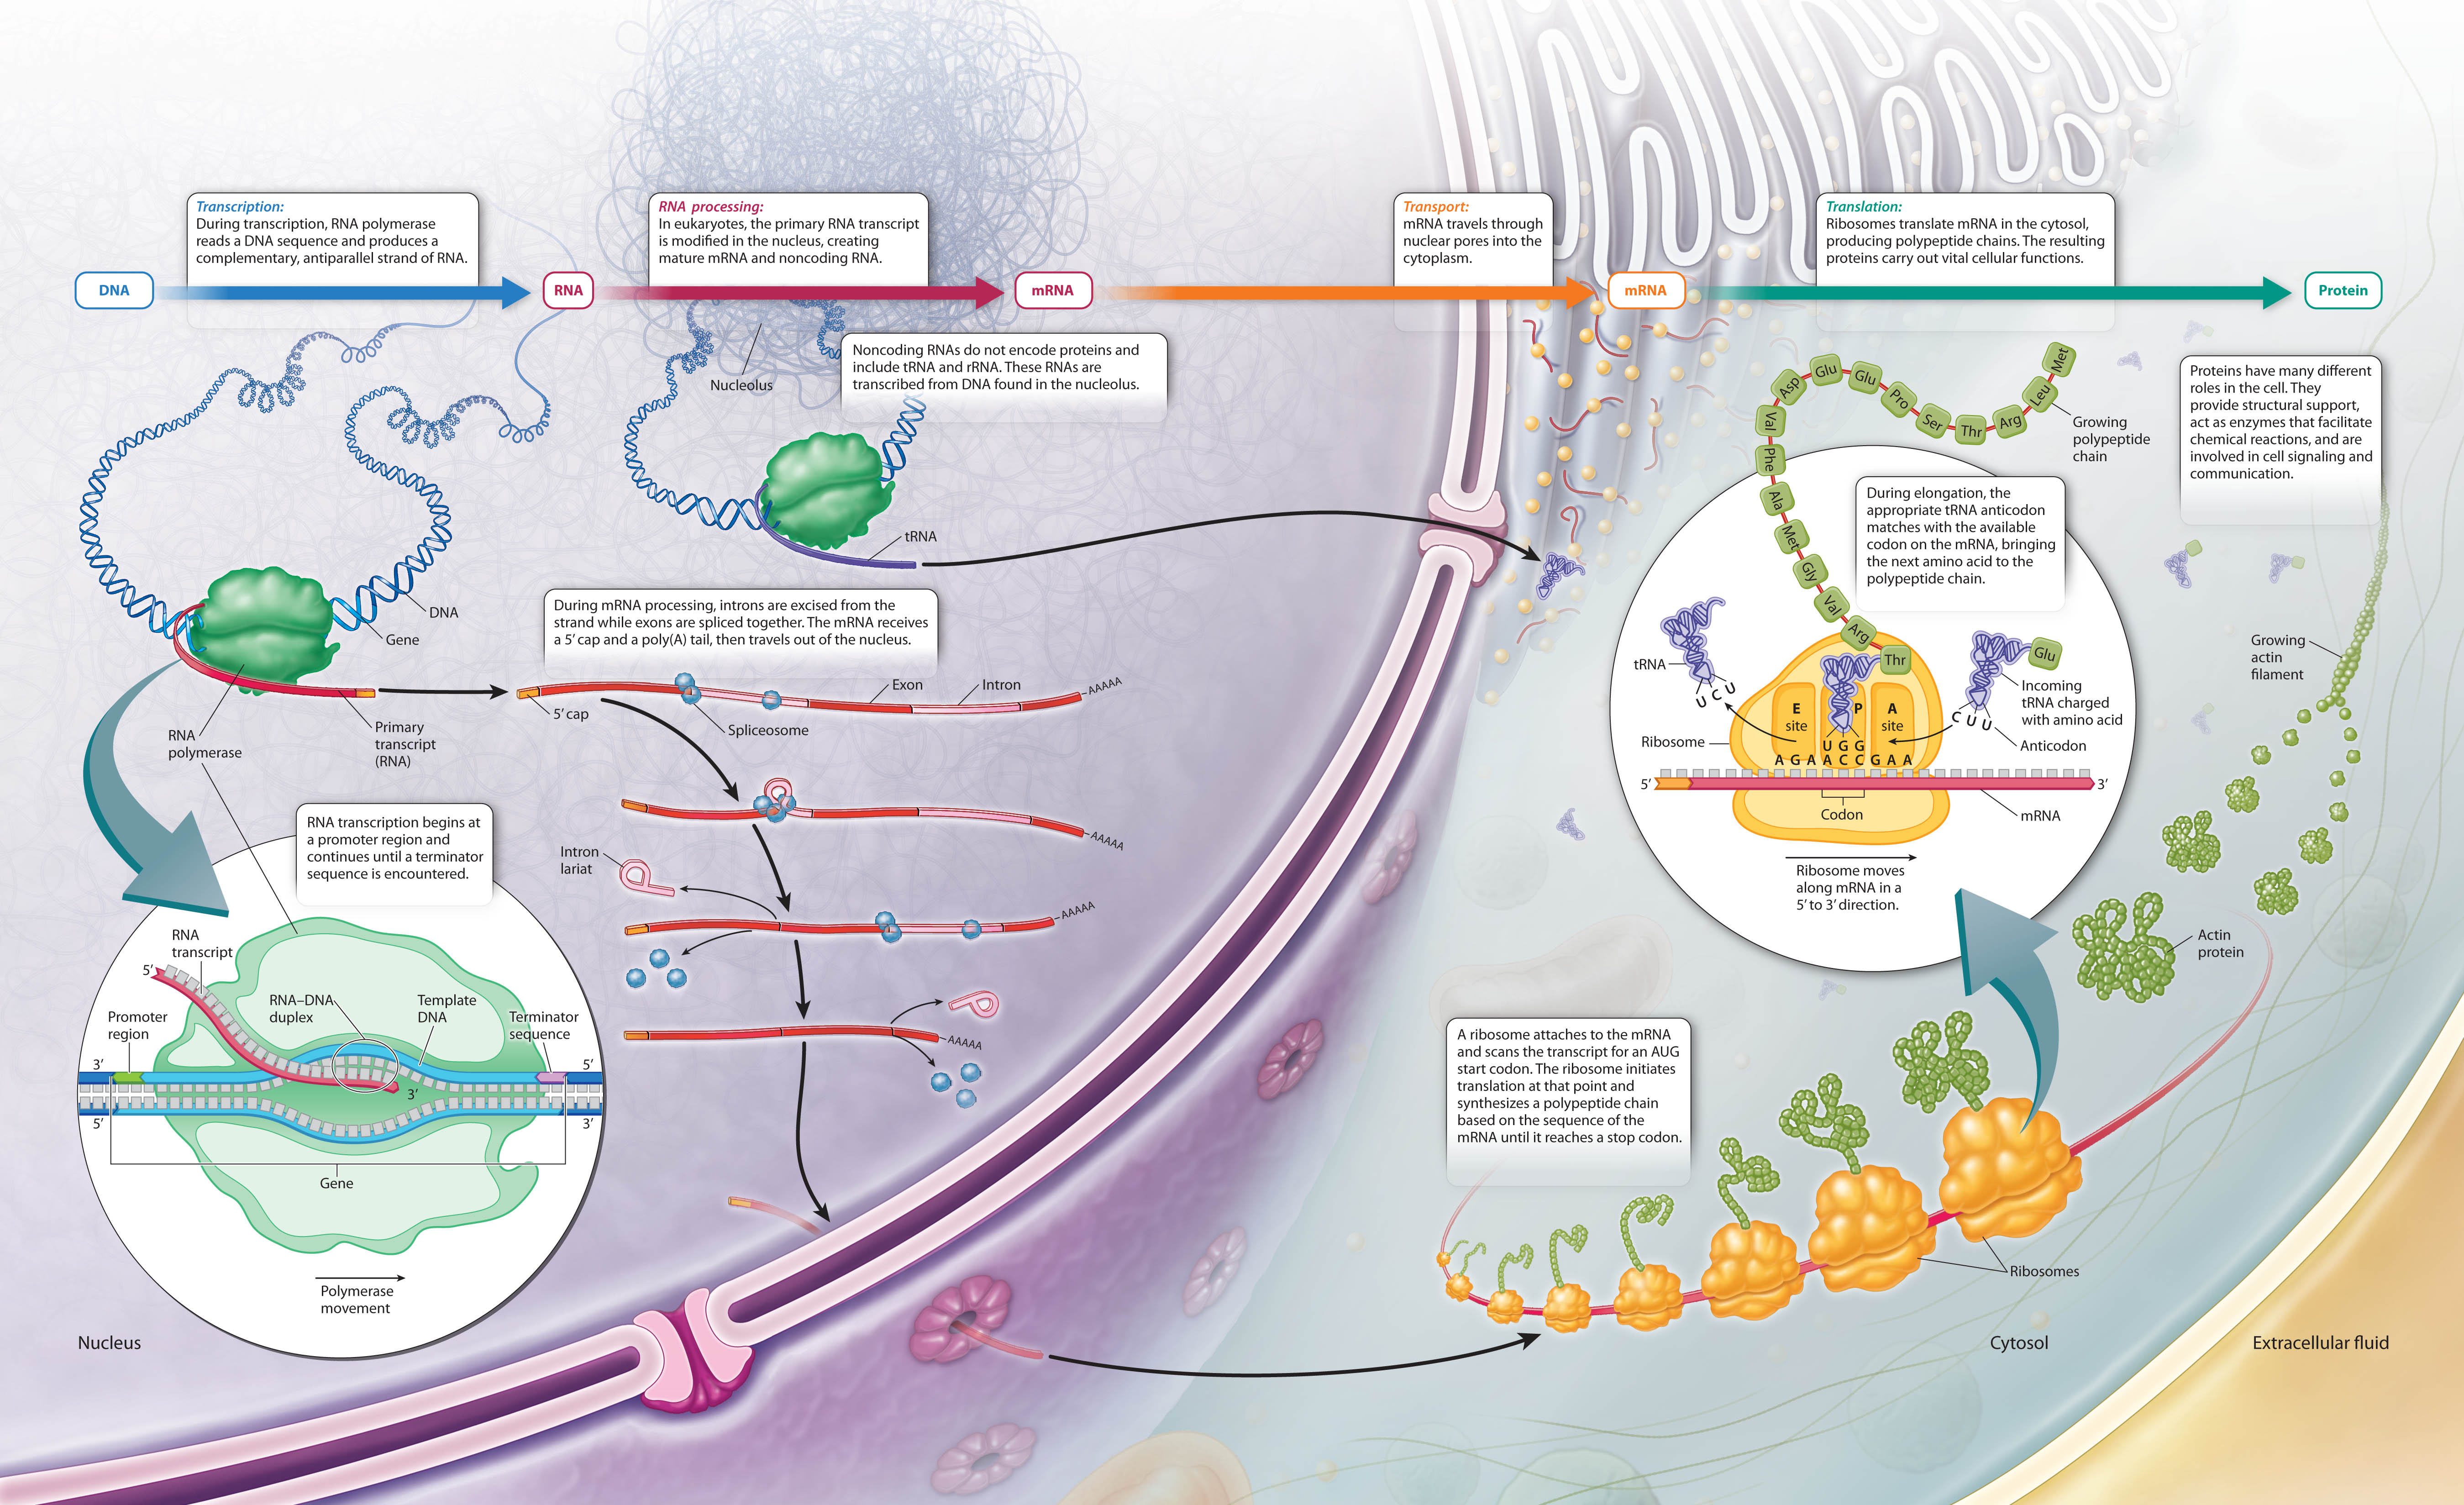 Transcription:
During transcription, RNA polymerase
reads a DNA sequence and produces a
complementary, antiparallel strand of RNA.
RNA processing:
In eukaryotes, the primary RNA transcript
is modified in the nucleus, creating
mature mRNA and noncoding RNA.
Transport:
mRNA travels through
nuclear pores into the
cytoplasm.
Translation:
Ribosomes translate mRNA in the cytosol,
producing polypeptide chains. The resulting
proteins carry out vital cellular functions.
DNA
RNA
mRNA
mRNA
Protein
Nucleolus
Noncoding RNAs do not encode proteins and
include tRNA and rRNA. These RNAs are
transcribed from DNA found in the nucleolus.
tRNA
DNA
Gene
RNA
polymerase
Primary
transcript
(RNA)
During mRNA processing, introns are excised from the
strand while exons are spliced together. The mRNA receives
a 5' cap and a poly(A) tail, then travels out of the nucleus.
5' cap
Spliceosome
Exon
Intron
AAAAA
AAAAA
Intron
lariat
AAAAA
AAAAA
RNA transcription begins at
a promoter region and
continues until a terminator
sequence is encountered.
RNA
transcript
5'
RNA–DNA
duplex
Template
DNA
Promoter
region
Terminator
sequence
3'
5'
3'
5'
3'
Gene
Polymerase
movement
Nucleus
Met
Leu
Arg
Thr
Ser
Pro
Glu
Glu
Asp
Val
Phe
Ala
Met
Gly
Val
Arg
Thr
Growing
polypeptide
chain
Proteins have many different
roles in the cell. They
provide structural support,
act as enzymes that facilitate
chemical reactions, and are
involved in cell signaling and
communication.
During elongation, the
appropriate tRNA anticodon
matches with the available
codon on the mRNA, bringing
the next amino acid to the
polypeptide chain.
tRNA
U C U
Glu
Incoming
tRNA charged
with amino acid
C U U
Anticodon
Ribosome
E
site
P
A
site
U G G
A G A A C C G A A
5'
3'
Codon
mRNA
Ribosome moves
along mRNA in a
5' to 3' direction.
Growing
actin
filament
Actin
protein
A ribosome attaches to the mRNA
and scans the transcript for an AUG
start codon. The ribosome initiates
translation at that point and
synthesizes a polypeptide chain
based on the sequence of the
mRNA until it reaches a stop codon.
Ribosomes
Cytosol
Extracellular fluid